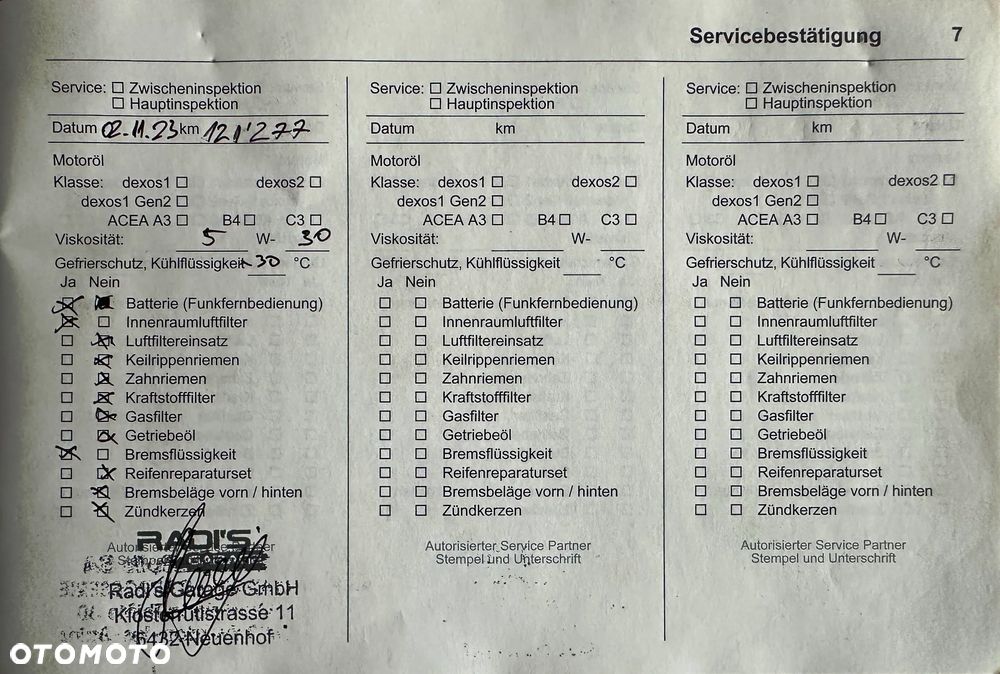 Servicebestätigung 7
Service: Zwischeninspektion
Hauptinspektion
Datum 02.11.23 km 121'277
Motoröl
Klasse: dexos1 dexos2
dexos1 Gen2
ACEA A3 B4 C3
Viskosität: 5 W- 30
Gefrierschutz, Kühlflüssigkeit -30 °C
Ja Nein
Batterie (Funkfernbedienung)
Innenraumluftfilter
Luftfiltereinsatz
Keilrippenriemen
Zahnriemen
Kraftstofffilter
Gasfilter
Getriebeöl
Bremsflüssigkeit
Reifenreparaturset
Bremsbeläge vorn / hinten
Zündkerzen
RADI'S
GARAGE
Autorisierter Service Partner
Radi's Garage GmbH
Klosterrütistrasse 11
5432 Neuenhof
Service: Zwischeninspektion
Hauptinspektion
Datum km
Motoröl
Klasse: dexos1 dexos2
dexos1 Gen2
ACEA A3 B4 C3
Viskosität: W-
Gefrierschutz, Kühlflüssigkeit °C
Ja Nein
Batterie (Funkfernbedienung)
Innenraumluftfilter
Luftfiltereinsatz
Keilrippenriemen
Zahnriemen
Kraftstofffilter
Gasfilter
Getriebeöl
Bremsflüssigkeit
Reifenreparaturset
Bremsbeläge vorn / hinten
Zündkerzen
Autorisierter Service Partner
Stempel und Unterschrift
Service: Zwischeninspektion
Hauptinspektion
Datum km
Motoröl
Klasse: dexos1 dexos2
dexos1 Gen2
ACEA A3 B4 C3
Viskosität: W-
Gefrierschutz, Kühlflüssigkeit °C
Ja Nein
Batterie (Funkfernbedienung)
Innenraumluftfilter
Luftfiltereinsatz
Keilrippenriemen
Zahnriemen
Kraftstofffilter
Gasfilter
Getriebeöl
Bremsflüssigkeit
Reifenreparaturset
Bremsbeläge vorn / hinten
Zündkerzen
Autorisierter Service Partner
Stempel und Unterschrift
OTOMOTO